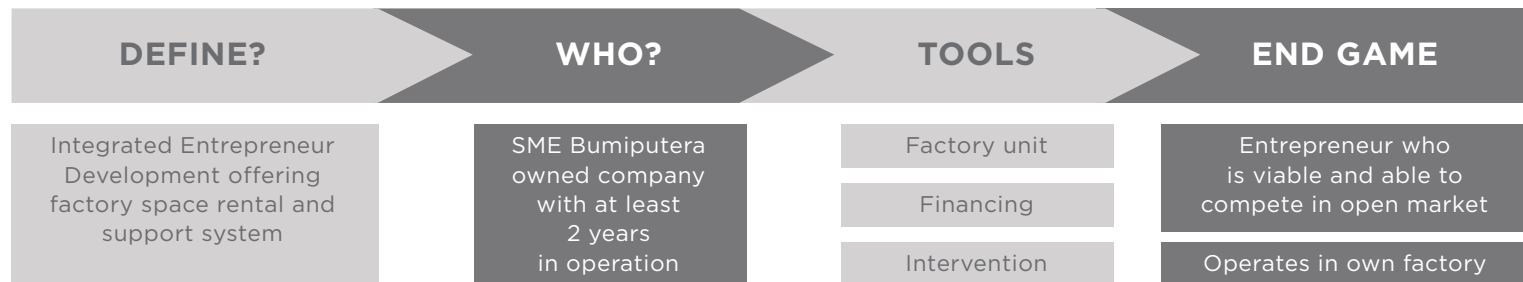 DEFINE?
WHO?
TOOLS
END GAME
Integrated Entrepreneur
Development offering
factory space rental and
support system
SME Bumiputera
owned company
with at least
2 years
in operation
Factory unit
Financing
Intervention
Entrepreneur who
is viable and able to
compete in open market
Operates in own factory